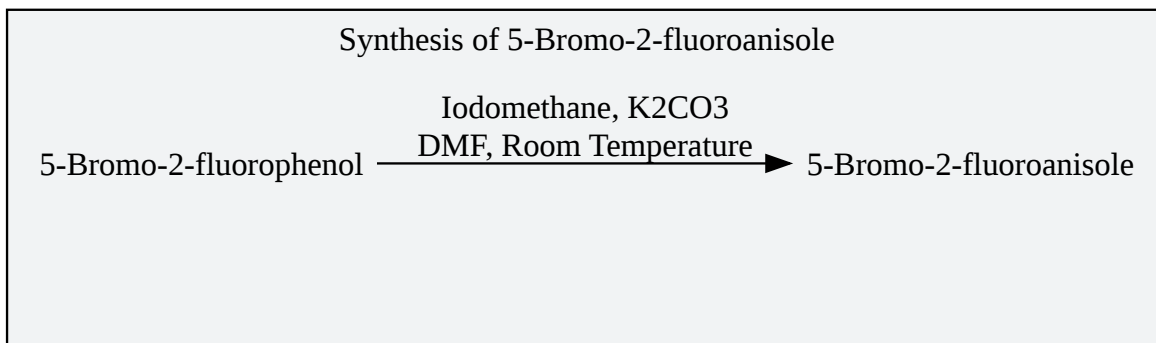 Synthesis of 5-Bromo-2-fluoroanisole
Iodomethane, K2CO3
DMF, Room Temperature
5-Bromo-2-fluorophenol
5-Bromo-2-fluoroanisole